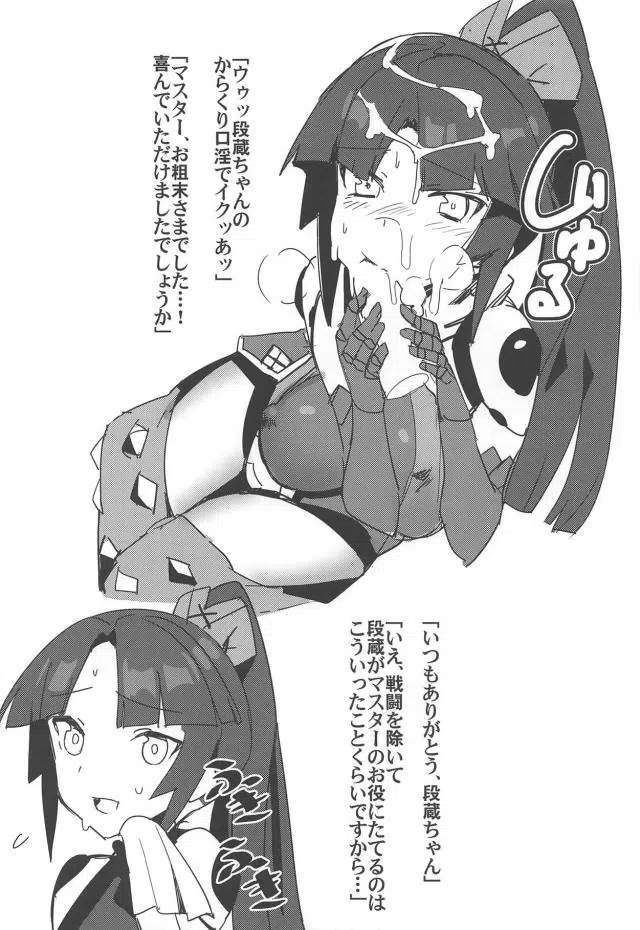 「ウゥッ段蔵ちゃんの
からくり口淫でイクッあッ」
「マスター、お粗末さまでした…！
喜んでいただけましたでしょうか」
じゅる
「いつもありがとう、段蔵ちゃん」
「いえ、戦闘を除いて
段蔵がマスターのお役にたてるのは
こういったことくらいですから…」
ふき
ふき